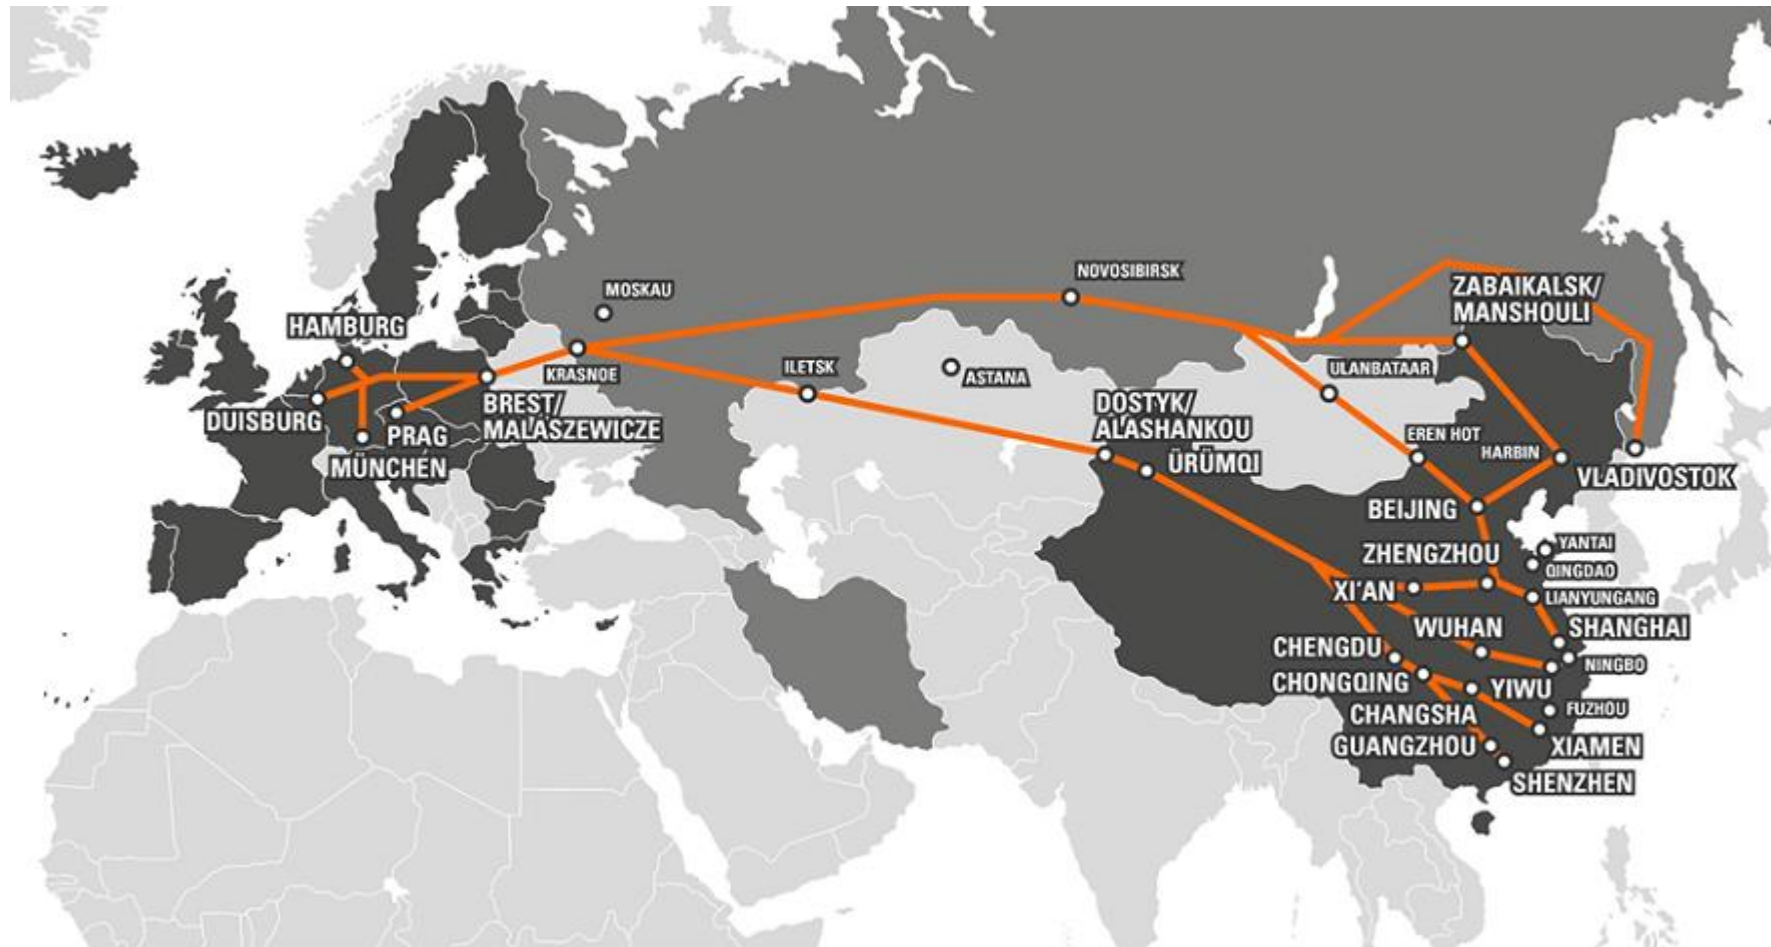 NOVOSIBIRSK
MOSKAU
ZABAIKALSK/
MANSHOULI
HAMBURG
KRASNOE
ILETSK
ASTANA
ULANBATAAR
DUISBURG
BREST/
MALASZEWICZE
PRAG
MÜNCHEN
DOSTYK/
ALASHANKOU
ÜRÜMQI
EREN HOT
HARBIN
VLADIVOSTOK
BEIJING
YANTAI
ZHENGZHOU
QINGDAO
XI'AN
LIANYUNGANG
WUHAN
SHANGHAI
CHENGDU
NINGBO
CHONGQING
YIWU
CHANGSHA
FUZHOU
GUANGZHOU
XIAMEN
SHENZHEN